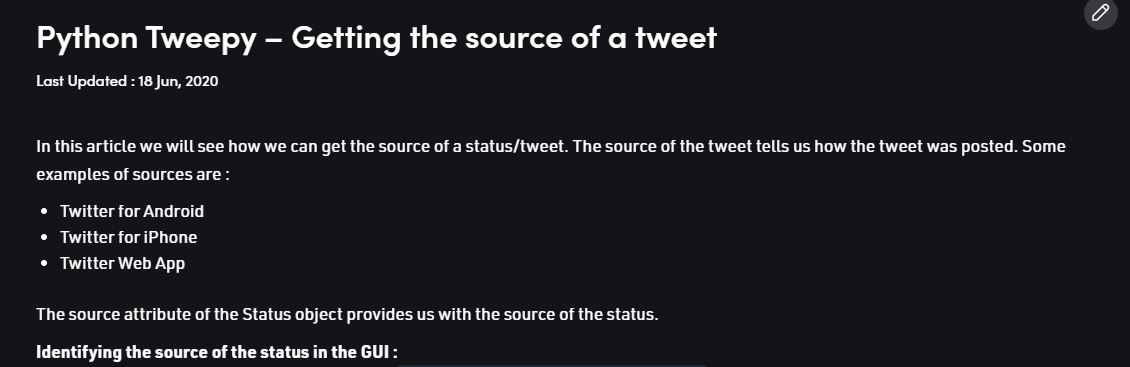 Python Tweepy – Getting the source of a tweet
Last Updated : 18 Jun, 2020
In this article we will see how we can get the source of a status/tweet. The source of the tweet tells us how the tweet was posted. Some
examples of sources are :
• Twitter for Android
• Twitter for iPhone
• Twitter Web App
The source attribute of the Status object provides us with the source of the status.
Identifying the source of the status in the GUI :